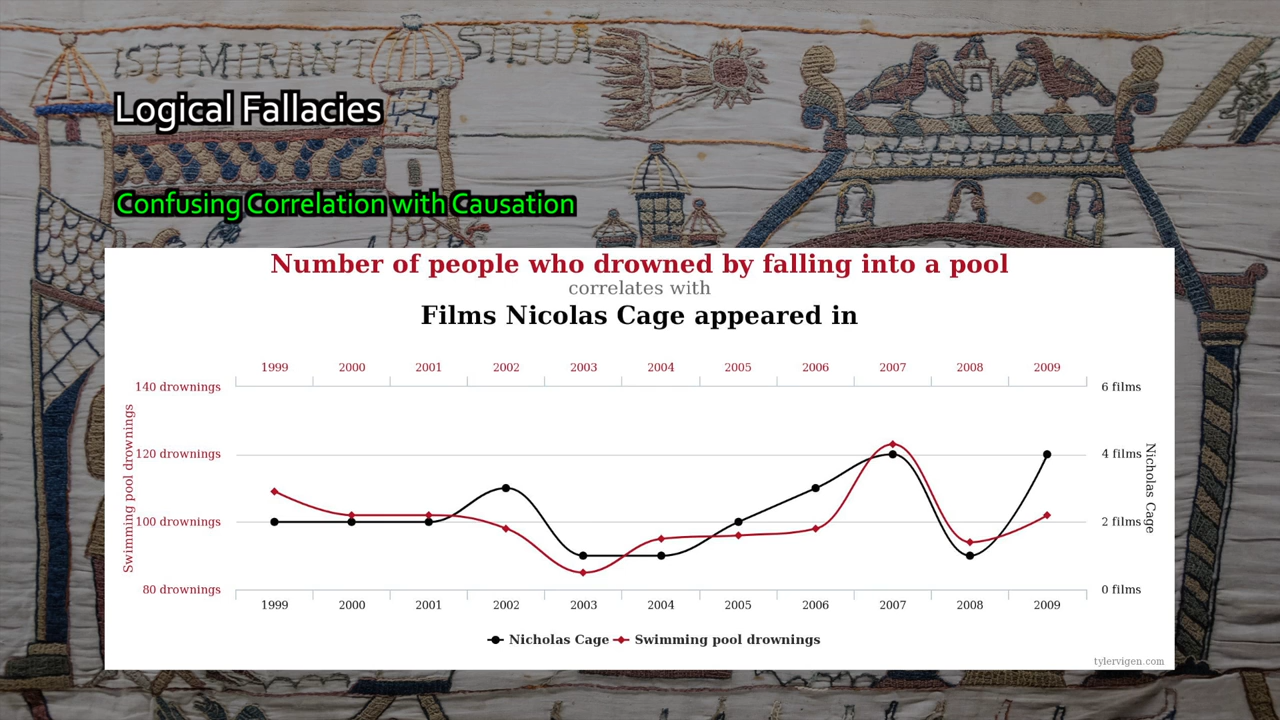 ISTI MIRANT STELLA
Logical Fallacies
Confusing Correlation with Causation
Number of people who drowned by falling into a pool
correlates with
Films Nicolas Cage appeared in
1999 2000 2001 2002 2003 2004 2005 2006 2007 2008 2009
140 drownings 6 films
120 drownings 4 films
100 drownings 2 films
80 drownings 0 films
Swimming pool drownings
Nicholas Cage
1999 2000 2001 2002 2003 2004 2005 2006 2007 2008 2009
Nicholas Cage Swimming pool drownings
tylervigen.com